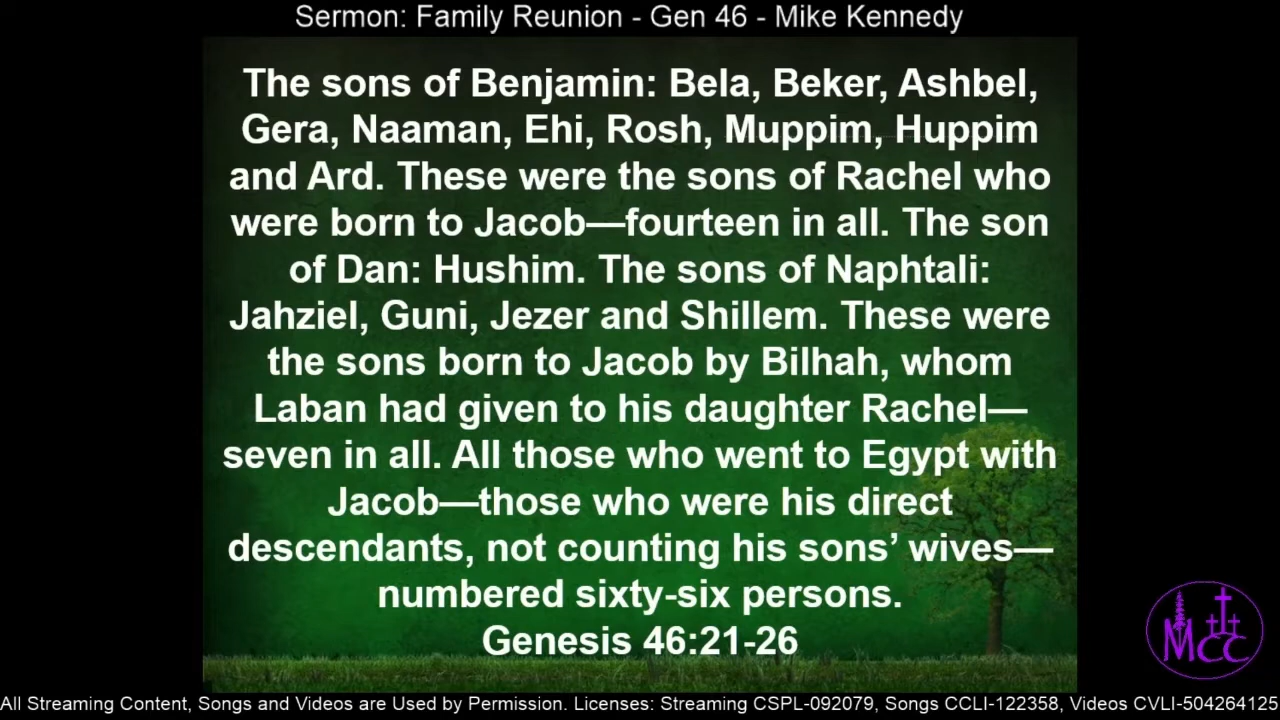 Sermon: Family Reunion - Gen 46 - Mike Kennedy
The sons of Benjamin: Bela, Beker, Ashbel,
Gera, Naaman, Ehi, Rosh, Muppim, Huppim
and Ard. These were the sons of Rachel who
were born to Jacob—fourteen in all. The son
of Dan: Hushim. The sons of Naphtali:
Jahziel, Guni, Jezer and Shillem. These were
the sons born to Jacob by Bilhah, whom
Laban had given to his daughter Rachel—
seven in all. All those who went to Egypt with
Jacob—those who were his direct
descendants, not counting his sons’ wives—
numbered sixty-six persons.
Genesis 46:21-26
MCC
All Streaming Content, Songs and Videos are Used by Permission. Licenses: Streaming CSPL-092079, Songs CCLI-122358, Videos CVLI-504264125